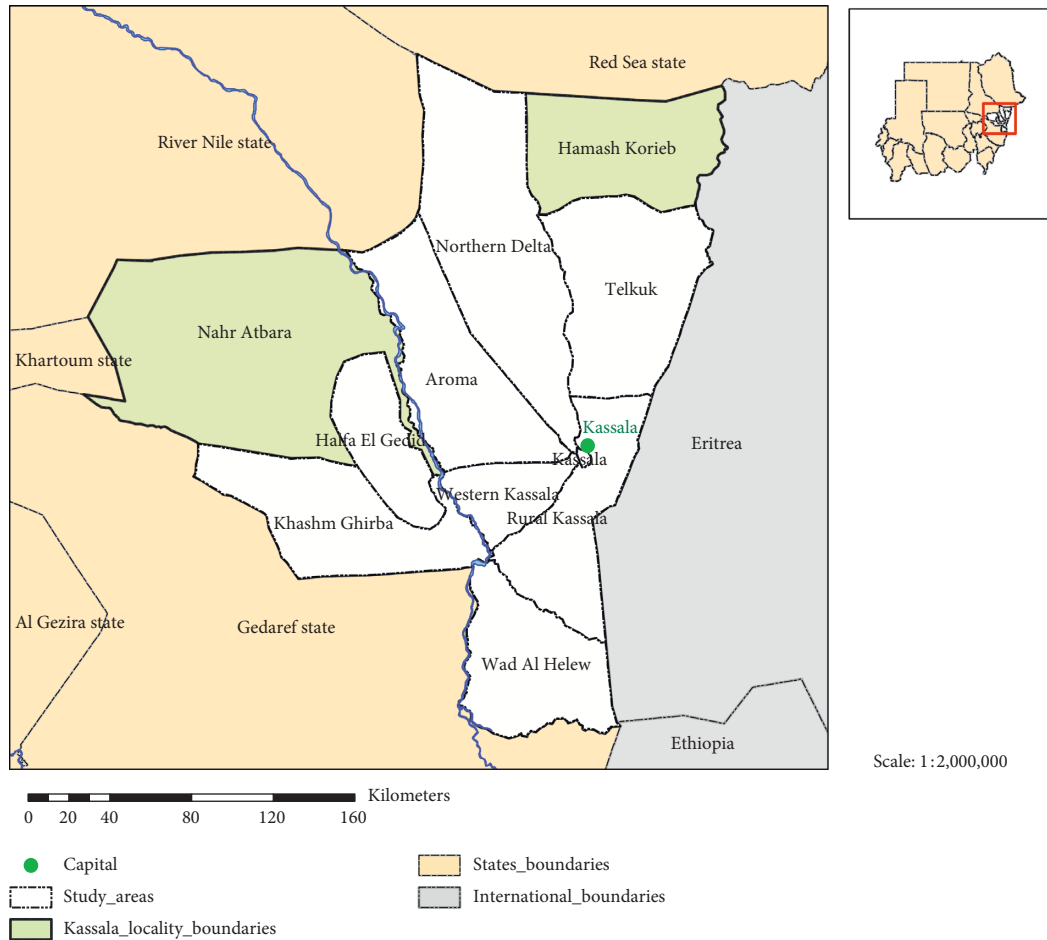 Red Sea state
River Nile state
Hamash Korieb
Northern Delta
Telkuk
Nahr Atbara
Khartoum state
Aroma
Kassala
Halfa El Gedid
Eritrea
Kassala
Western Kassala
Rural Kassala
Khashm Ghirba
Al Gezira state
Gedaref state
Wad Al Helew
Ethiopia
Scale: 1:2,000,000
Kilometers
0 20 40 80 120 160
Capital
Study_areas
Kassala_locality_boundaries
States_boundaries
International_boundaries